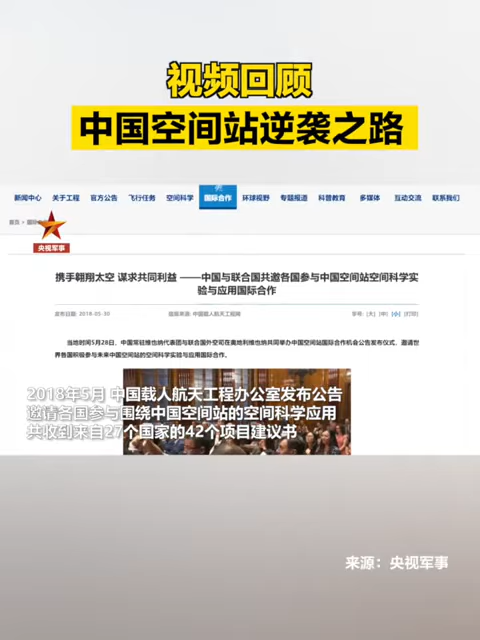 视频回顾
中国空间站逆袭之路
新闻中心 关于工程 官方公告 飞行任务 空间科学 国际合作 环球视野 专题报道 科普教育 多媒体 互动交流 联系我们
首页 > 国际
央视军事
携手翱翔太空 谋求共同利益 ——中国与联合国共邀各国参与中国空间站空间科学实
验与应用国际合作
发布日期 2018-05-30 信息来源: 中国载人航天工程网 字号: [大] [中] [小] [打印]
当地时间5月28日、中国常驻维也纳代表团与联合国外空司在奥地利维也纳共同举办中国空间站国际合作机会公告发布仪式、邀请世
界各国积极参与未来中国空间站的空间科学实验与应用国际合作。
2018年5月 中国载人航天工程办公室发布公告
邀请各国参与围绕中国空间站的空间科学应用
共收到来自27个国家的42个项目建议书
来源：央视军事